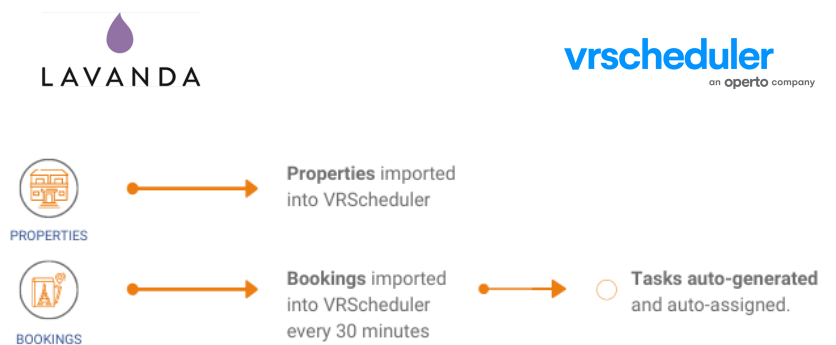 LAVANDA
vrscheduler
an operto company
PROPERTIES
Properties imported
into VRScheduler
BOOKINGS
Bookings imported
into VRScheduler
every 30 minutes
Tasks auto-generated
and auto-assigned.